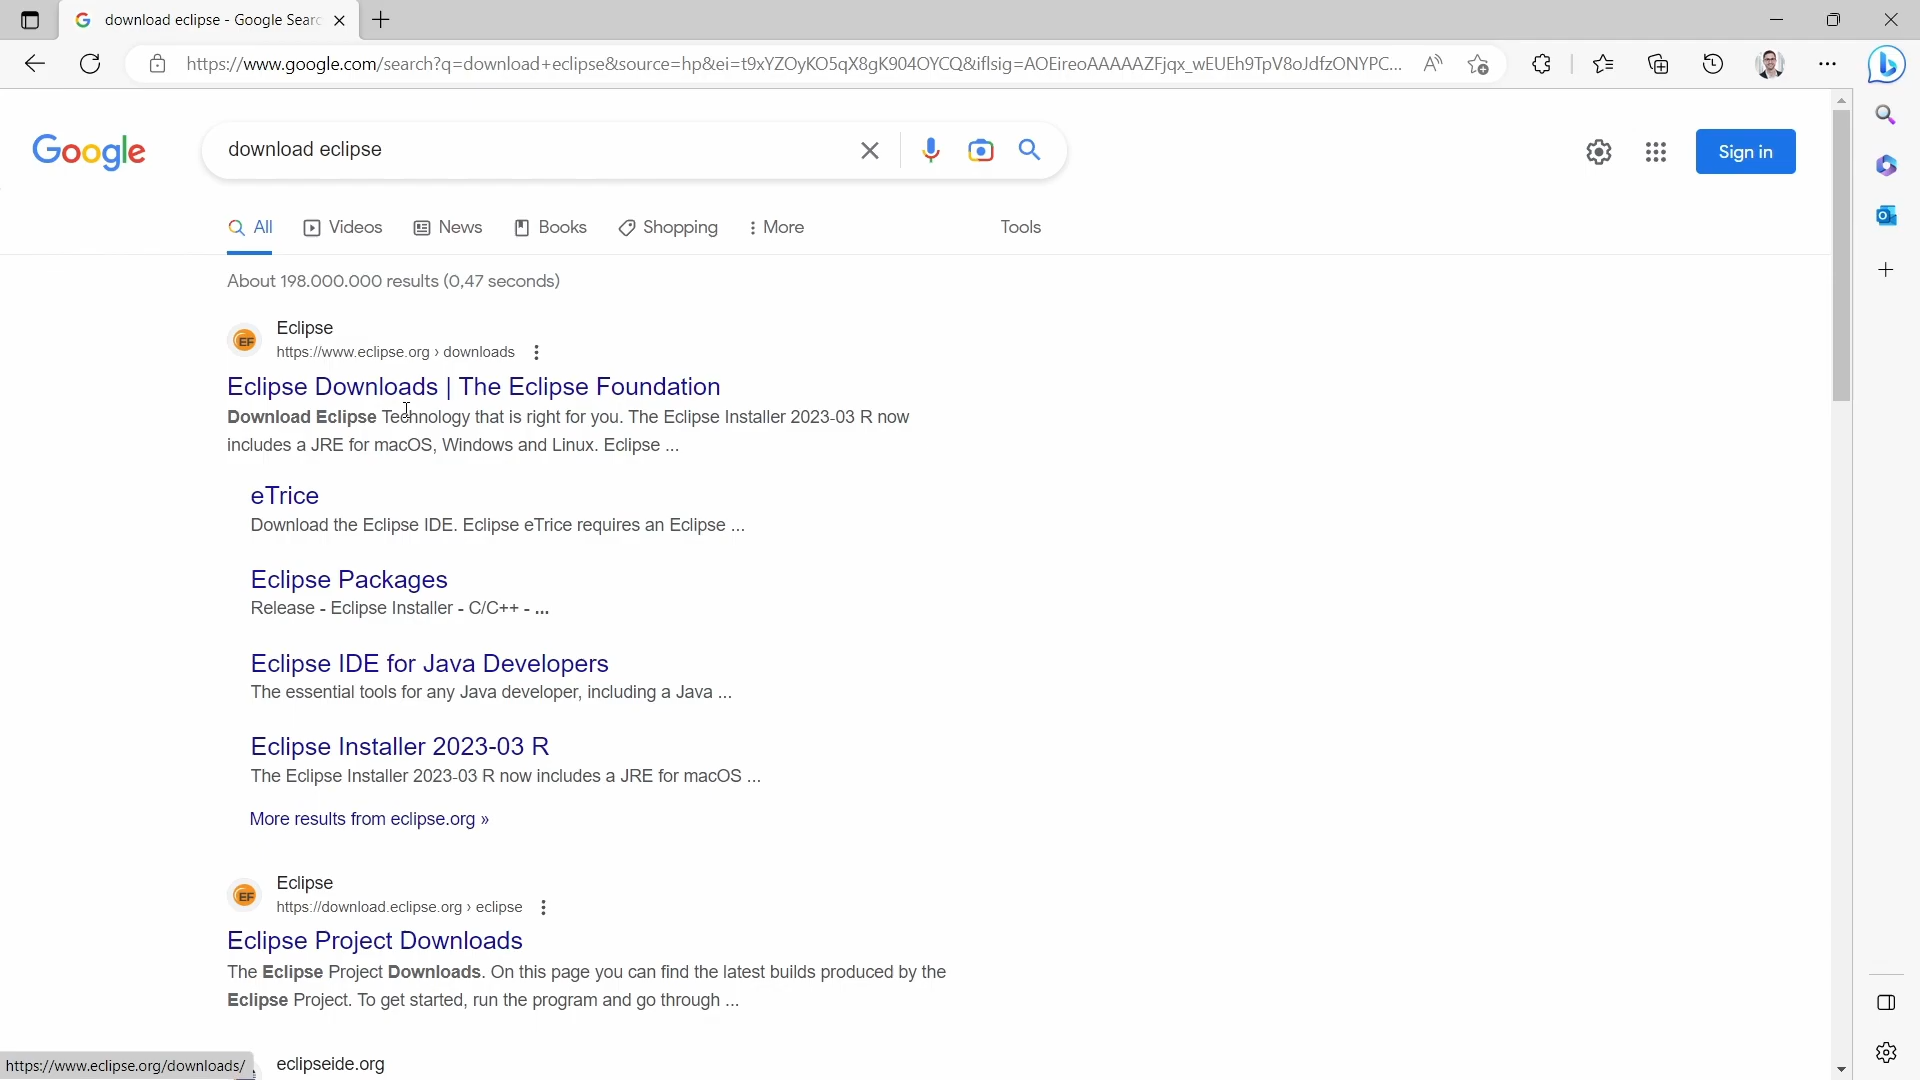 download eclipse - Google Searc
https://www.google.com/search?q=download+eclipse&source=hp&ei=t9xYZOyKO5qX8gK904OYCQ&iflsig=AOEireoAAAAAZFjqx_wEUEh9TpV8oJdfzONYPC...
Google
download eclipse
Sign in
All Videos News Books Shopping More Tools
About 198.000.000 results (0,47 seconds)
Eclipse
https://www.eclipse.org › downloads
Eclipse Downloads | The Eclipse Foundation
Download Eclipse Technology that is right for you. The Eclipse Installer 2023-03 R now
includes a JRE for macOS, Windows and Linux. Eclipse ...
eTrice
Download the Eclipse IDE. Eclipse eTrice requires an Eclipse ...
Eclipse Packages
Release - Eclipse Installer - C/C++ - ...
Eclipse IDE for Java Developers
The essential tools for any Java developer, including a Java ...
Eclipse Installer 2023-03 R
The Eclipse Installer 2023-03 R now includes a JRE for macOS ...
More results from eclipse.org »
Eclipse
https://download.eclipse.org › eclipse
Eclipse Project Downloads
The Eclipse Project Downloads. On this page you can find the latest builds produced by the
Eclipse Project. To get started, run the program and go through ...
eclipseide.org
https://www.eclipse.org/downloads/